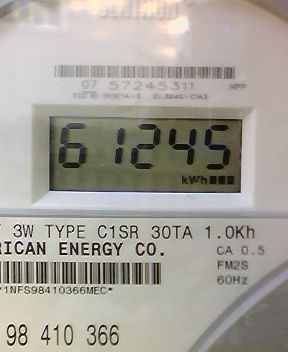 07 57245311 HPP
61245
kWh
3W TYPE C1SR 30TA 1.0Kh
RICAN ENERGY CO.
CA 0.5
FM2S
60Hz
*1NFS98410366MEC*
98 410 366